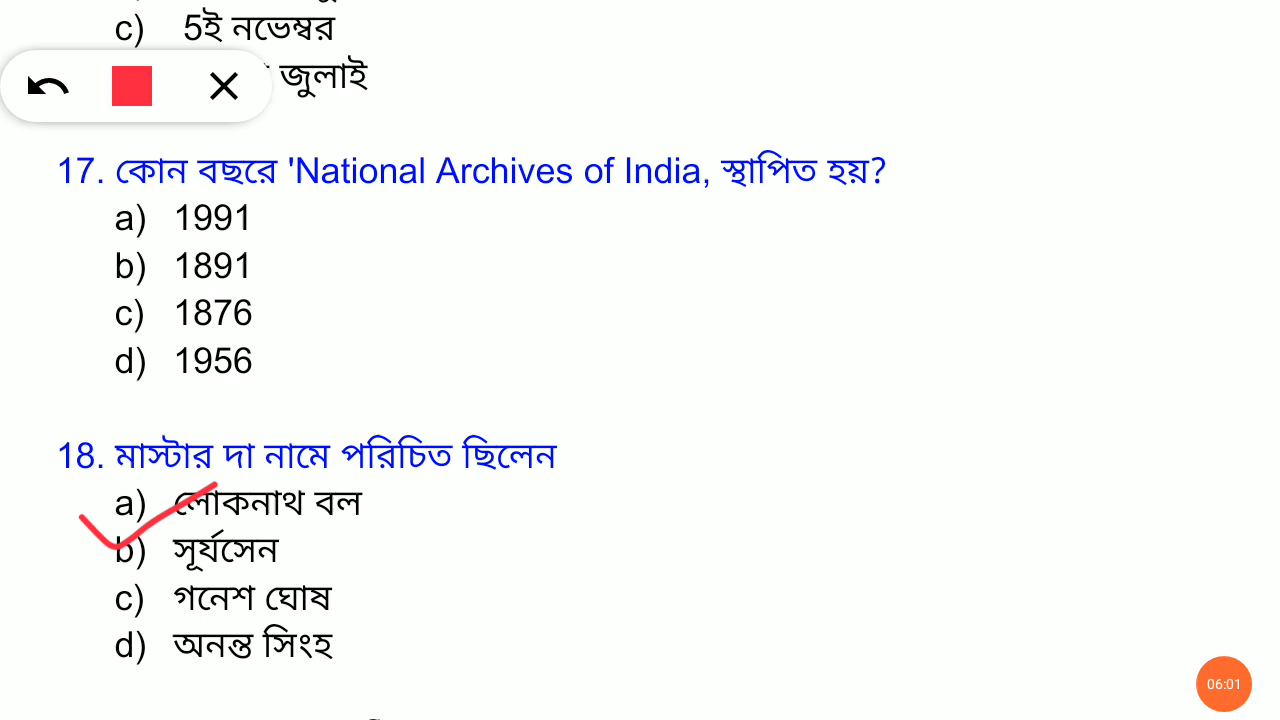 c) 5ই নভেম্বর
জুলাই
17. কোন বছরে 'National Archives of India, স্থাপিত হয়?
a) 1991
b) 1891
c) 1876
d) 1956
18. মাস্টার দা নামে পরিচিত ছিলেন
a) লোকনাথ বল
b) সূর্যসেন
c) গনেশ ঘোষ
d) অনন্ত সিংহ
06:01